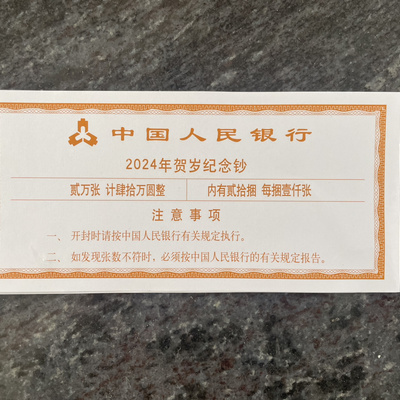 中国人民银行
2024年贺岁纪念钞
贰万张 计肆拾万圆整 内有贰拾捆 每捆壹仟张
注意事项
一、开封时请按中国人民银行有关规定执行。
二、如发现张数不符时，必须按中国人民银行的有关规定报告。